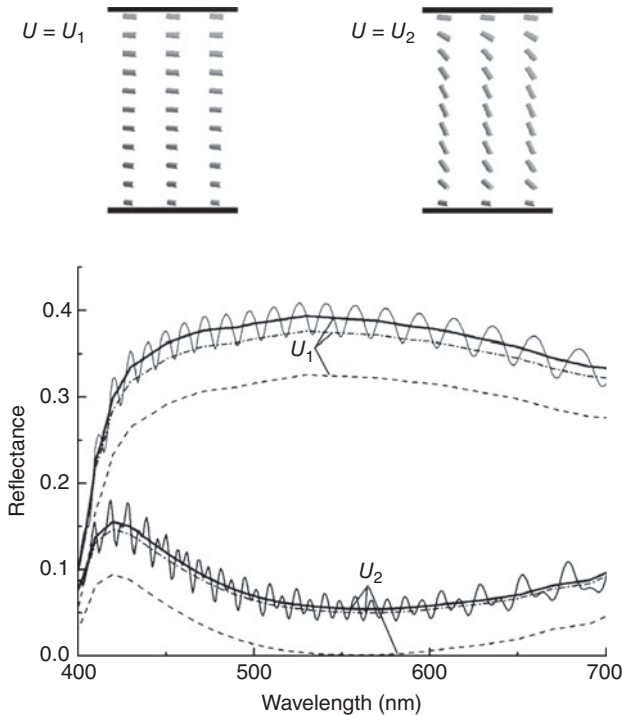 U = U₁
U = U₂
0.4
0.3
0.2
0.1
0.0
Reflectance
U₁
U₂
400
500
600
700
Wavelength (nm)